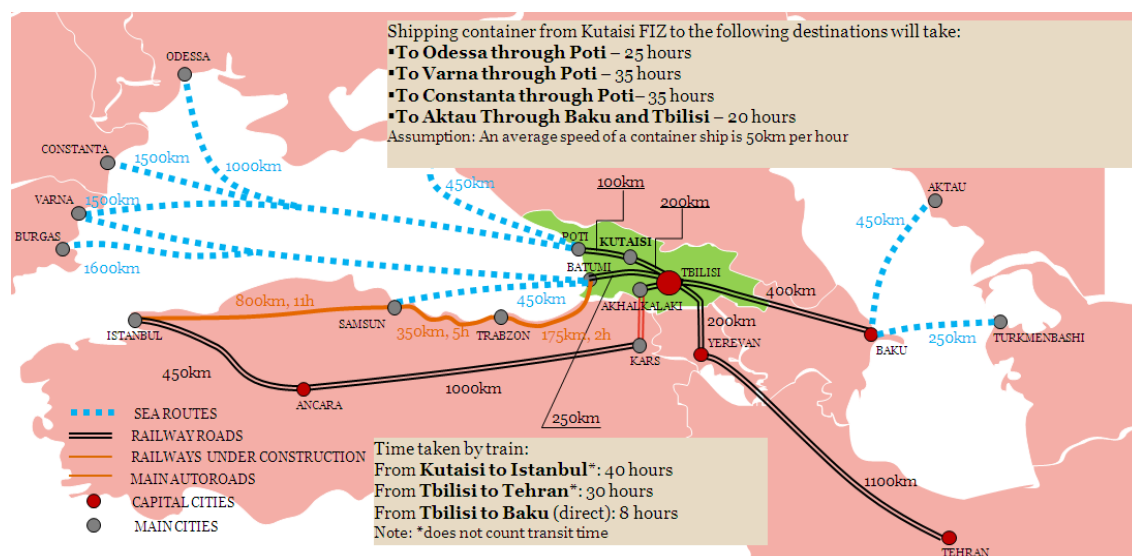 Shipping container from Kutaisi FIZ to the following destinations will take:
▪To Odessa through Poti – 25 hours
▪To Varna through Poti – 35 hours
▪To Constanta through Poti– 35 hours
▪To Aktau Through Baku and Tbilisi – 20 hours
Assumption: An average speed of a container ship is 50km per hour
ODESSA
CONSTANTA
1500km
1000km
450km
100km
200km
AKTAU
VARNA
1500km
450km
BURGAS
1600km
POTI
KUTAISI
BATUMI
TBILISI
AKHALKALAKI
400km
800km, 11h
450km
SAMSUN
350km, 5h
TRABZON
175km, 2h
200km
YEREVAN
BAKU
250km
TURKMENBASHI
ISTANBUL
450km
ANCARA
1000km
KARS
250km
1100km
TEHRAN
SEA ROUTES
RAILWAY ROADS
RAILWAYS UNDER CONSTRUCTION
MAIN AUTOROADS
CAPITAL CITIES
MAIN CITIES
Time taken by train:
From Kutaisi to Istanbul*: 40 hours
From Tbilisi to Tehran*: 30 hours
From Tbilisi to Baku (direct): 8 hours
Note: *does not count transit time